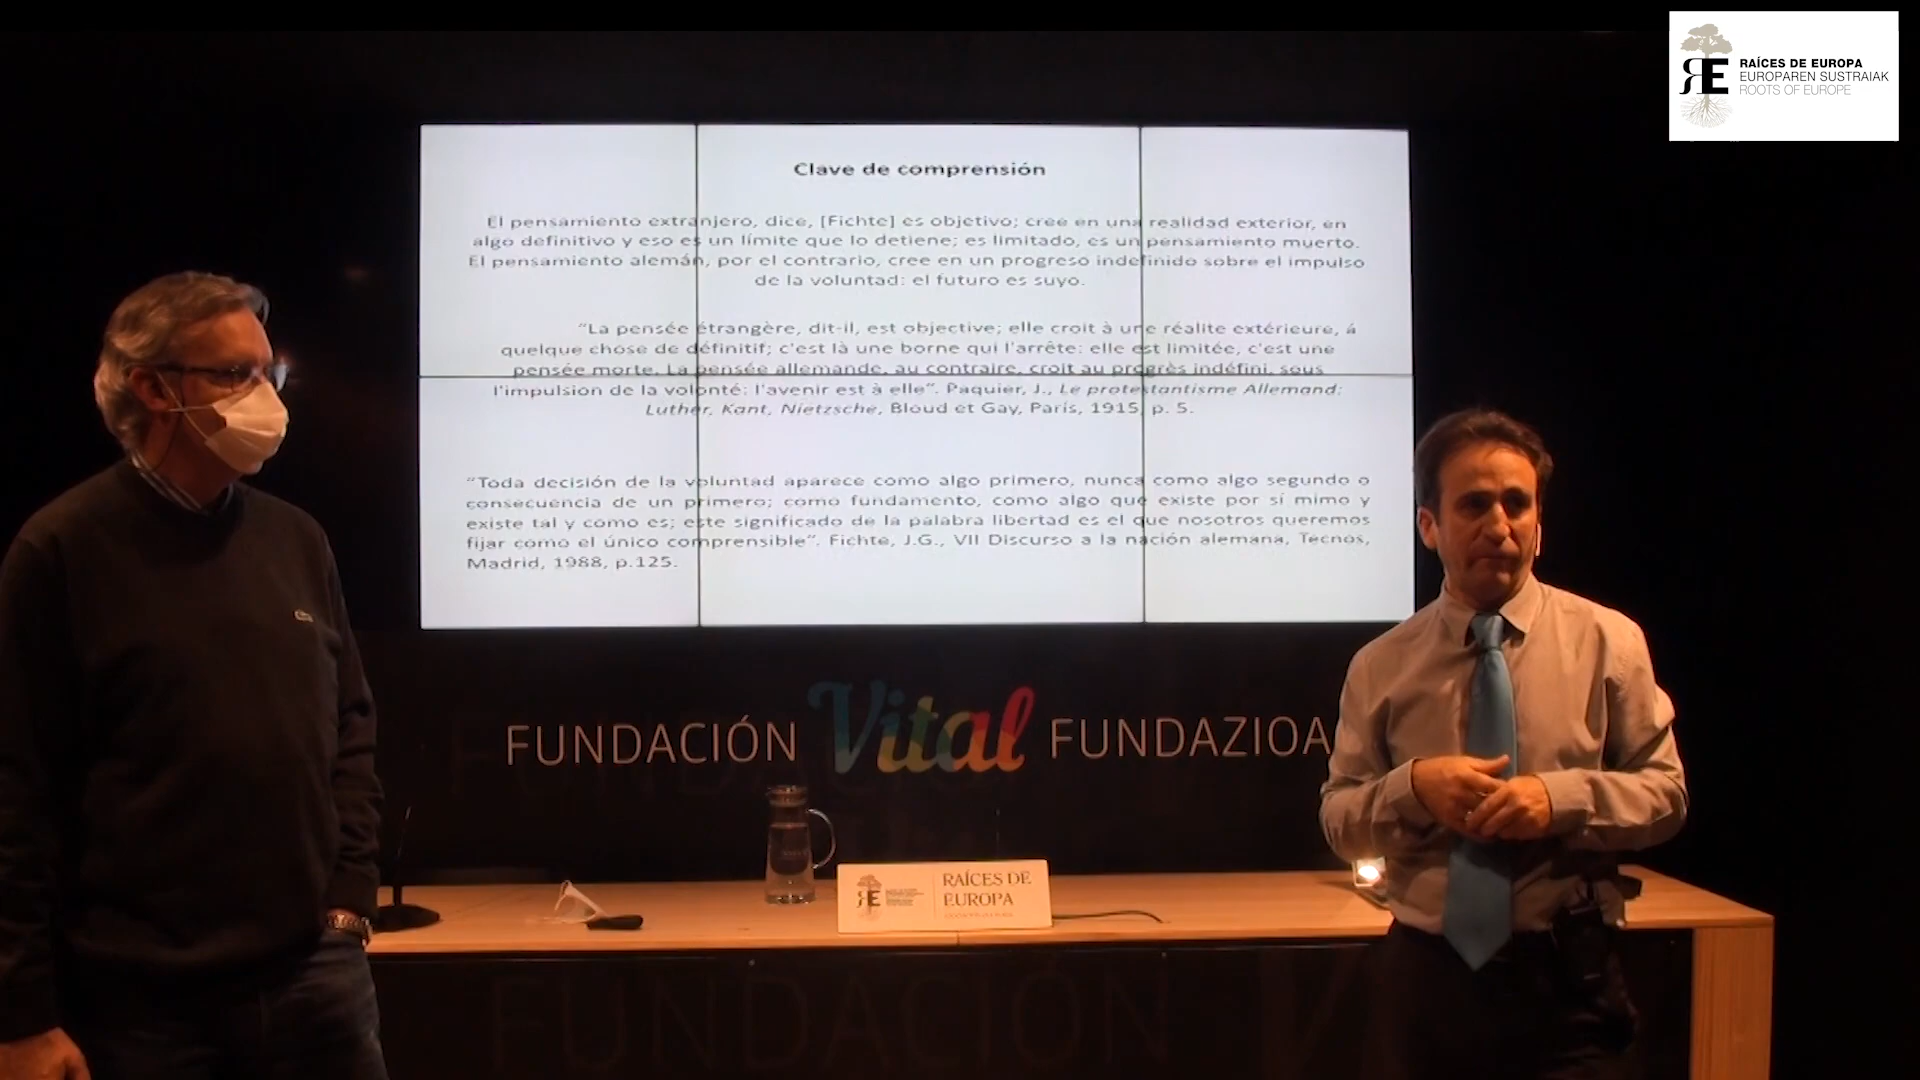 RAÍCES DE EUROPA
EUROPAREN SUSTRAIAK
ROOTS OF EUROPE
RE
Clave de comprensión
El pensamiento extranjero, dice, [Fichte] es objetivo; cree en una realidad exterior, en
algo definitivo y eso es un límite que lo detiene; es limitado, es un pensamiento muerto.
El pensamiento alemán, por el contrario, cree en un progreso indefinido sobre el impulso
de la voluntad: el futuro es suyo.
"La pensée étrangère, dit-il, est objective; elle croit à une réalite extérieure, á
quelque chose de définitif; c'est là une borne qui l'arrête: elle est limitée, c'est une
pensée morte. La pensée allemande, au contraire, croit au progrès indéfini, sous
l'impulsion de la volonté: l'avenir est à elle". Paquier, J., Le protestantisme Allemand:
Luther, Kant, Nietzsche, Bloud et Gay, París, 1915, p. 5.
"Toda decisión de la voluntad aparece como algo primero, nunca como algo segundo o
consecuencia de un primero; como fundamento, como algo que existe por sí mimo y
existe tal y como es; este significado de la palabra libertad es el que nosotros queremos
fijar como el único comprensible". Fichte, J.G., VII Discurso a la nación alemana, Tecnos,
Madrid, 1988, p.125.
FUNDACIÓN Vital FUNDAZIOA
RE
RAÍCES DE
EUROPA
FUNDACIÓN